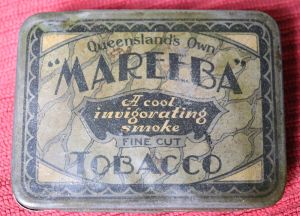 Queensland's Own
"MAREEBA"
A cool
invigorating
smoke
FINE CUT
TOBACCO